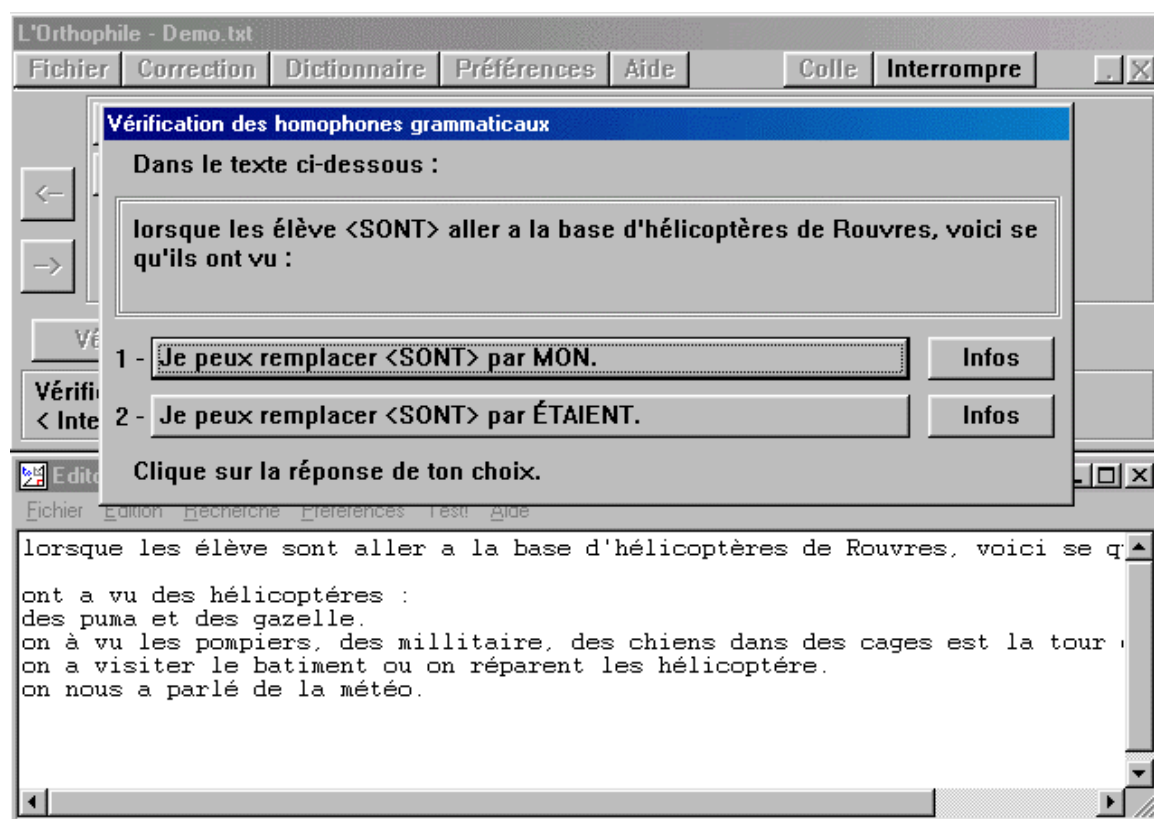 L'Orthophile - Demo.txt
Fichier Correction Dictionnaire Préférences Aide Colle Interrompre
Vérification des homophones grammaticaux
Dans le texte ci-dessous :
<-
lorsque les élève <SONT> aller a la base d'hélicoptères de Rouvres, voici se
qu'ils ont vu :
->
1 - Je peux remplacer <SONT> par MON. Infos
2 - Je peux remplacer <SONT> par ÉTAIENT. Infos
Clique sur la réponse de ton choix.
Fichier Edition Recherche Préférences Test! Aide
lorsque les élève sont aller a la base d'hélicoptères de Rouvres, voici se
ont a vu des hélicoptéres :
des puma et des gazelle.
on à vu les pompiers, des millitaire, des chiens dans des cages est la tour
on a visiter le batiment ou on réparent les hélicoptére.
on nous a parlé de la météo.